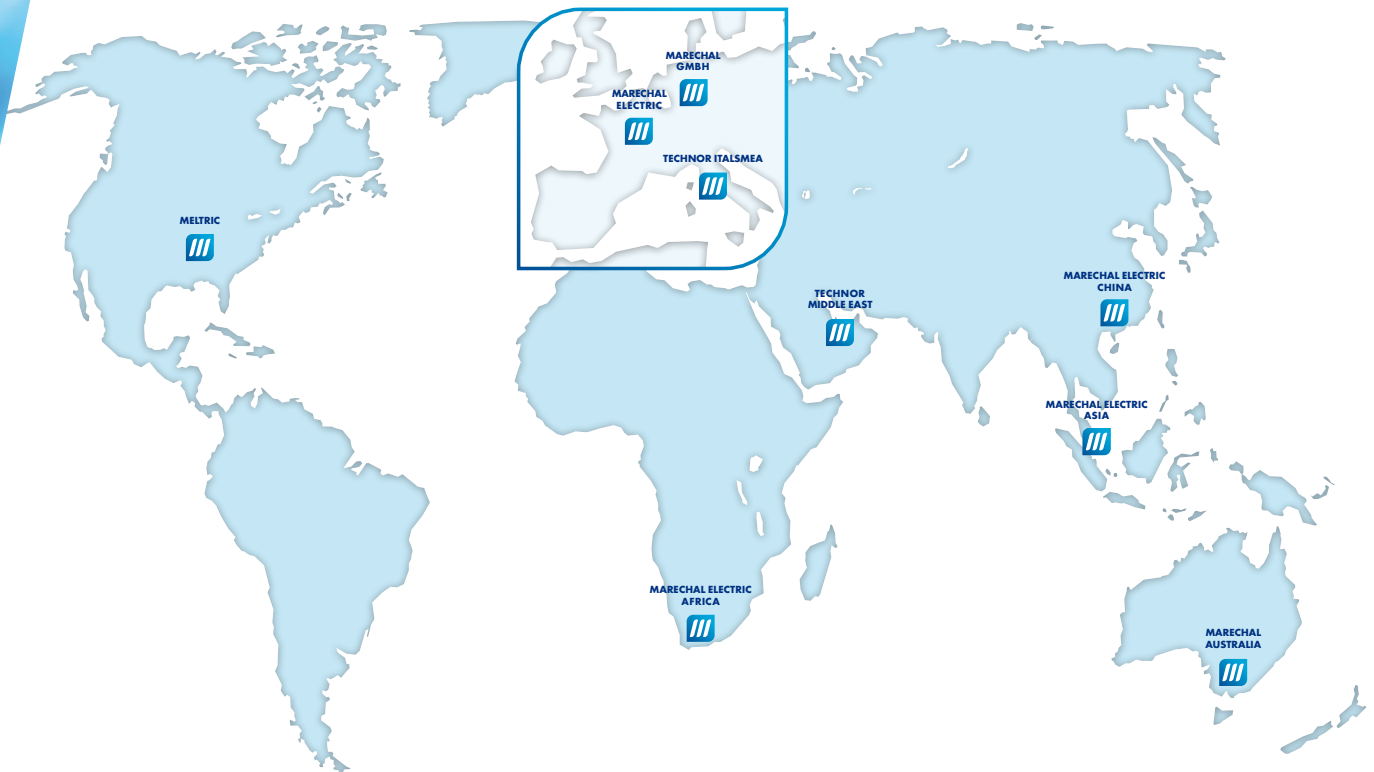 MARECHAL
GMBH
MARECHAL
ELECTRIC
TECHNOR ITALSMEA
MELTRIC
MARECHAL ELECTRIC
CHINA
TECHNOR
MIDDLE EAST
MARECHAL ELECTRIC
ASIA
MARECHAL ELECTRIC
AFRICA
MARECHAL
AUSTRALIA